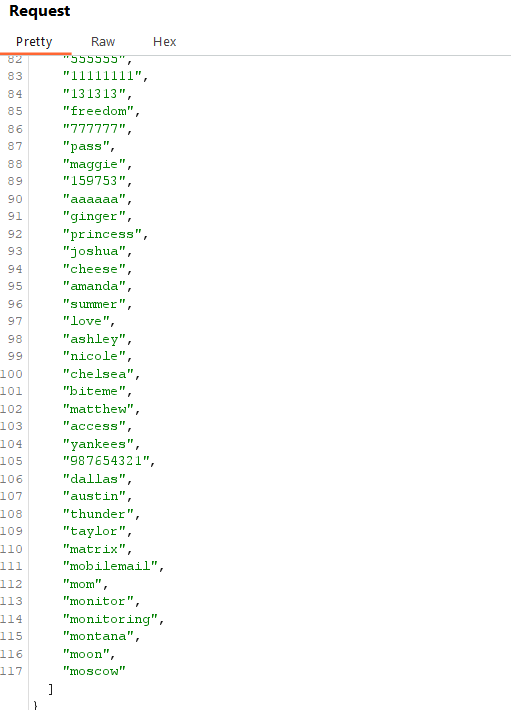 Request
Pretty Raw Hex
82 "555555",
83 "11111111",
84 "131313",
85 "freedom",
86 "777777",
87 "pass",
88 "maggie",
89 "159753",
90 "aaaaaa",
91 "ginger",
92 "princess",
93 "joshua",
94 "cheese",
95 "amanda",
96 "summer",
97 "love",
98 "ashley",
99 "nicole",
100 "chelsea",
101 "biteme",
102 "matthew",
103 "access",
104 "yankees",
105 "987654321",
106 "dallas",
107 "austin",
108 "thunder",
109 "taylor",
110 "matrix",
111 "mobilemail",
112 "mom",
113 "monitor",
114 "monitoring",
115 "montana",
116 "moon",
117 "moscow"
]
}